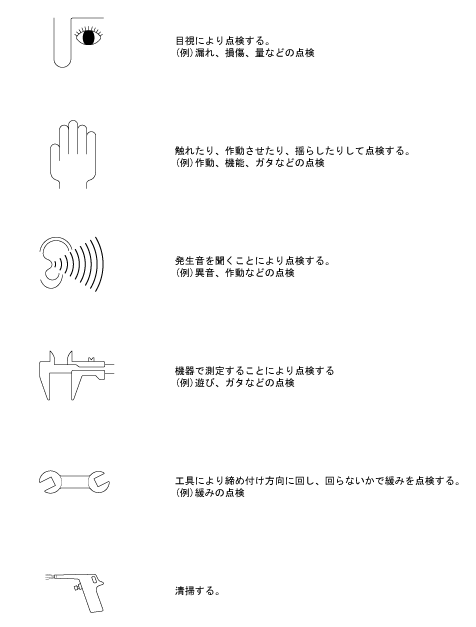 目視により点検する。
(例)漏れ、損傷、量などの点検
触れたり、作動させたり、揺らしたりして点検する。
(例)作動、機能、ガタなどの点検
発生音を聞くことにより点検する。
(例)異音、作動などの点検
機器で測定することにより点検する
(例)遊び、ガタなどの点検
工具により締め付け方向に回し、回らないかで緩みを点検する。
(例)緩みの点検
清掃する。